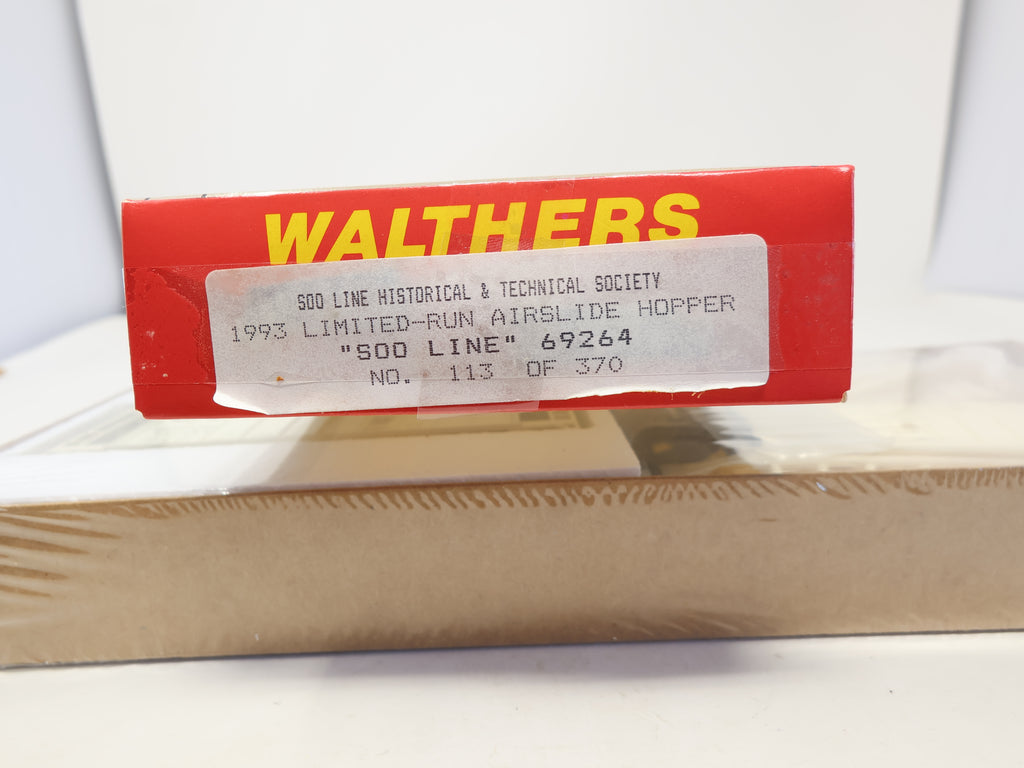 WALTHERS
SOO LINE HISTORICAL & TECHNICAL SOCIETY
1993 LIMITED-RUN AIRSLIDE HOPPER
"SOO LINE" 69264
NO. 113 OF 370